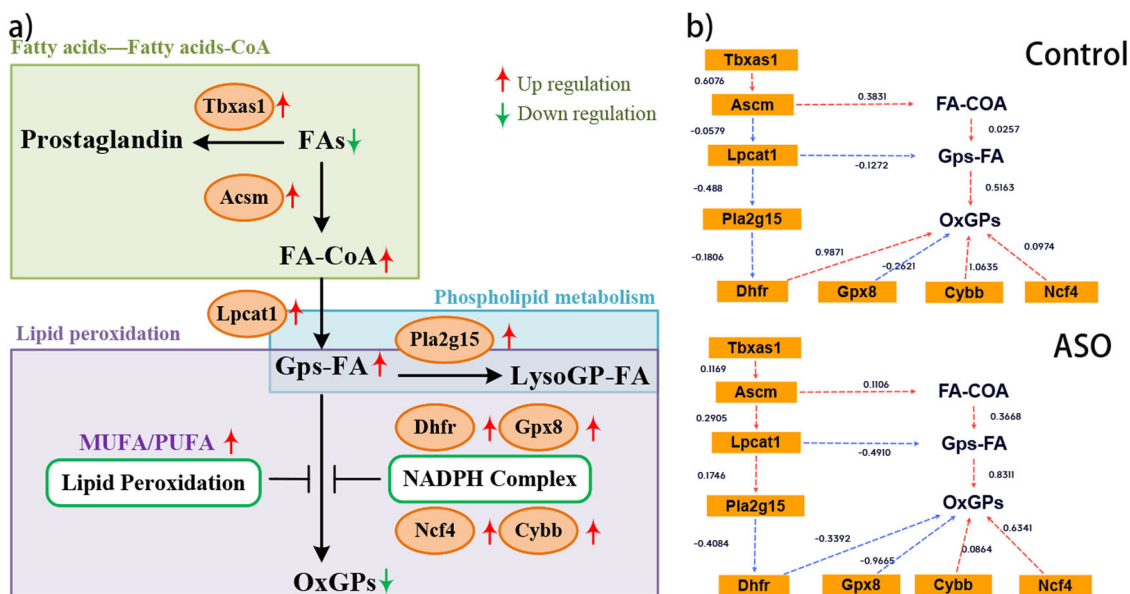 a)
Fatty acids—Fatty acids-CoA
Tbxas1
Prostaglandin
FAs
Acsm
FA-CoA
Up regulation
Down regulation
Lpcat1
Phospholipid metabolism
Lipid peroxidation
Pla2g15
Gps-FA
LysoGP-FA
MUFA/PUFA
Lipid Peroxidation
Dhfr
Gpx8
NADPH Complex
Ncf4
Cybb
OxGPs
b)
Control
Tbxas1
0.6076
Ascm
0.3831
FA-COA
-0.0579
0.0257
Lpcat1
-0.1272
Gps-FA
-0.488
0.5163
Pla2g15
OxGPs
-0.1806
0.9871
-0.2621
1.0635
0.0974
Dhfr
Gpx8
Cybb
Ncf4
ASO
Tbxas1
0.1169
Ascm
0.1106
FA-COA
0.2905
0.3668
Lpcat1
-0.4910
Gps-FA
0.1746
0.8311
Pla2g15
OxGPs
-0.4084
-0.3392
-0.9665
0.0864
0.6341
Dhfr
Gpx8
Cybb
Ncf4